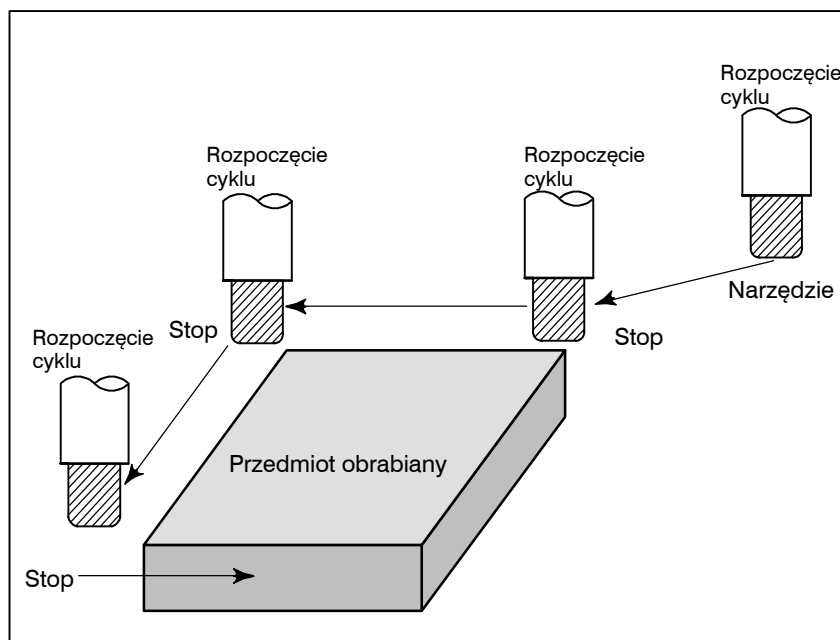 Rozpoczęcie
cyklu
Rozpoczęcie
cyklu
Rozpoczęcie
cyklu
Narzędzie
Stop
Stop
Rozpoczęcie
cyklu
Przedmiot obrabiany
Stop